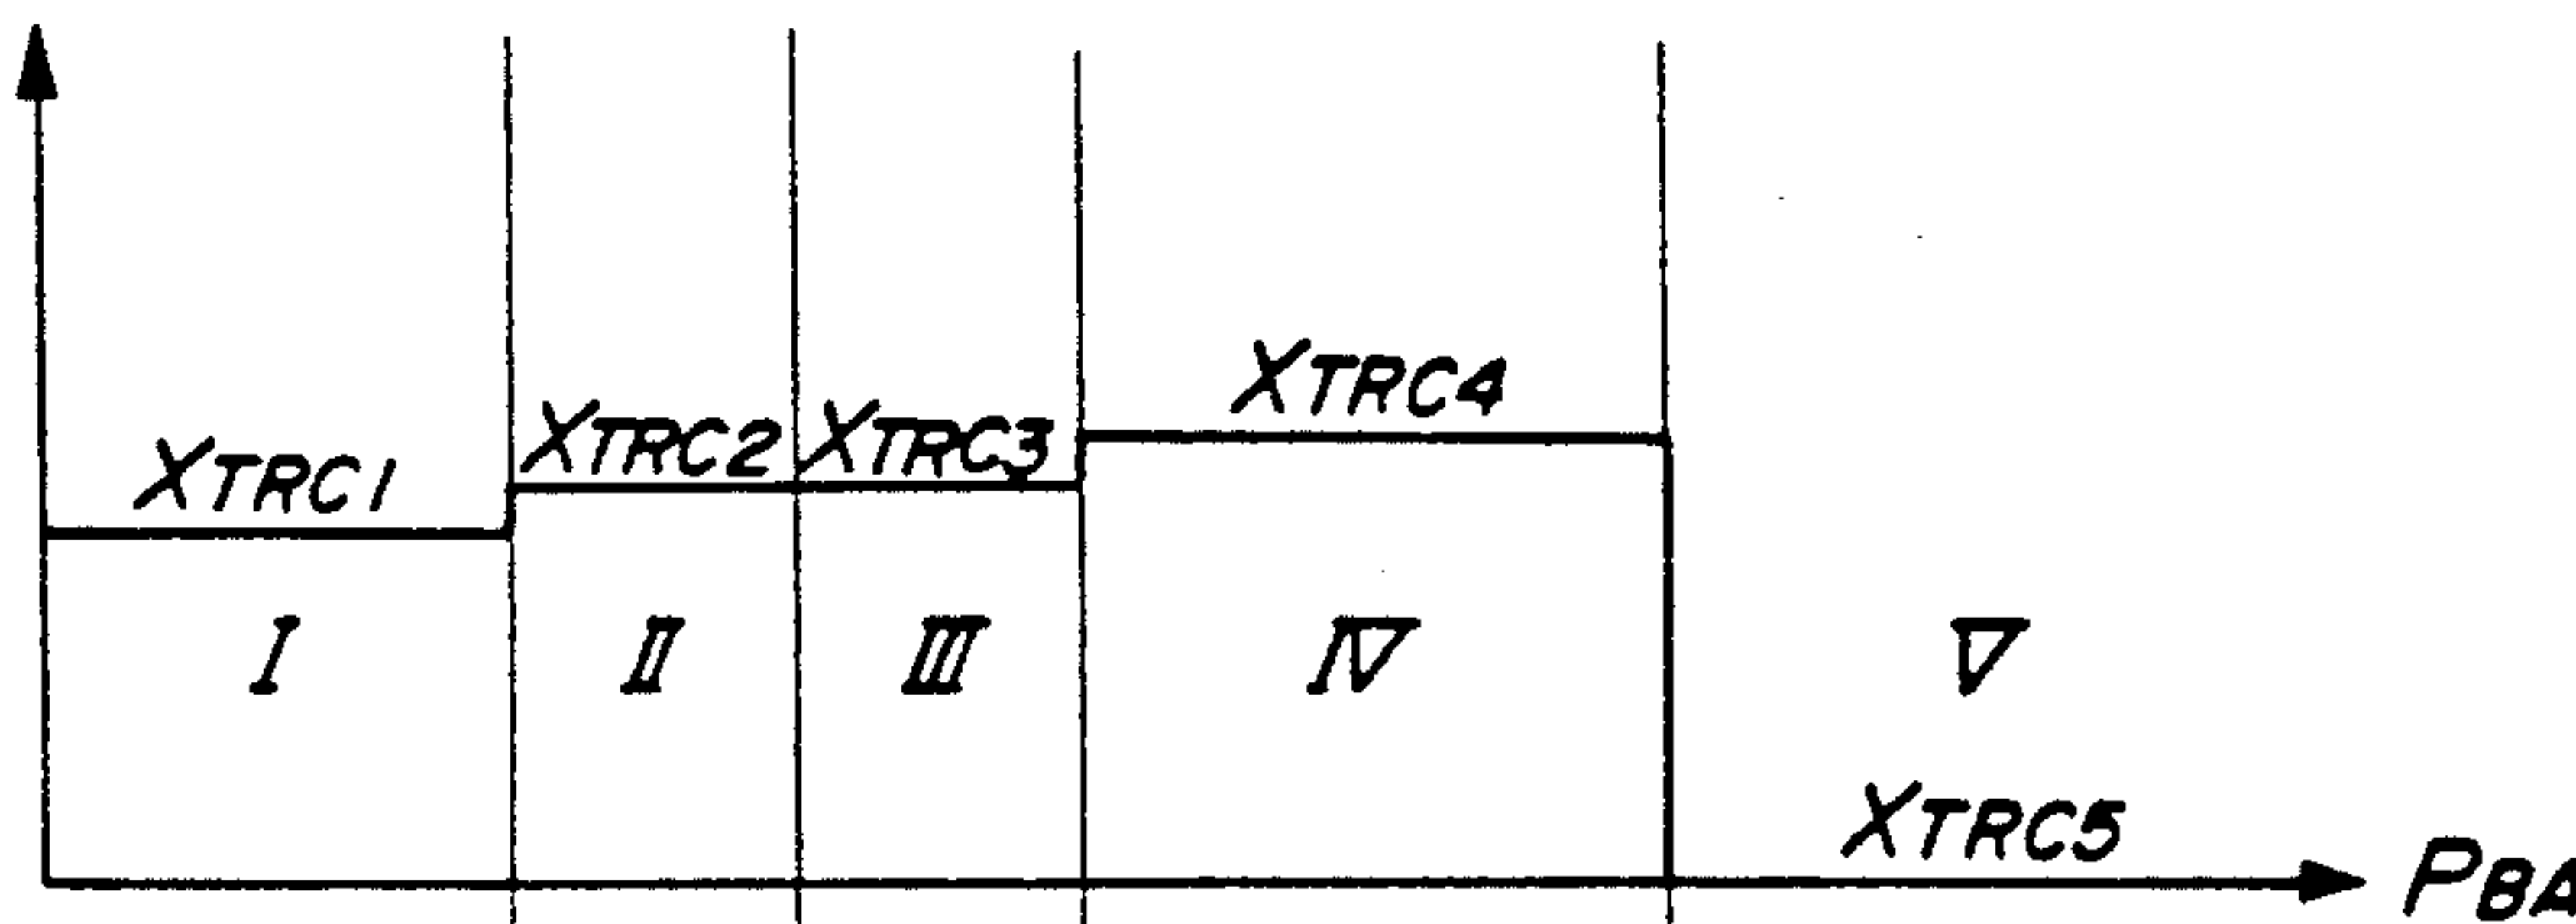 XTRC4
XTRC1 XTRC2 XTRC3
I II III IV V
XTRC5
PBA